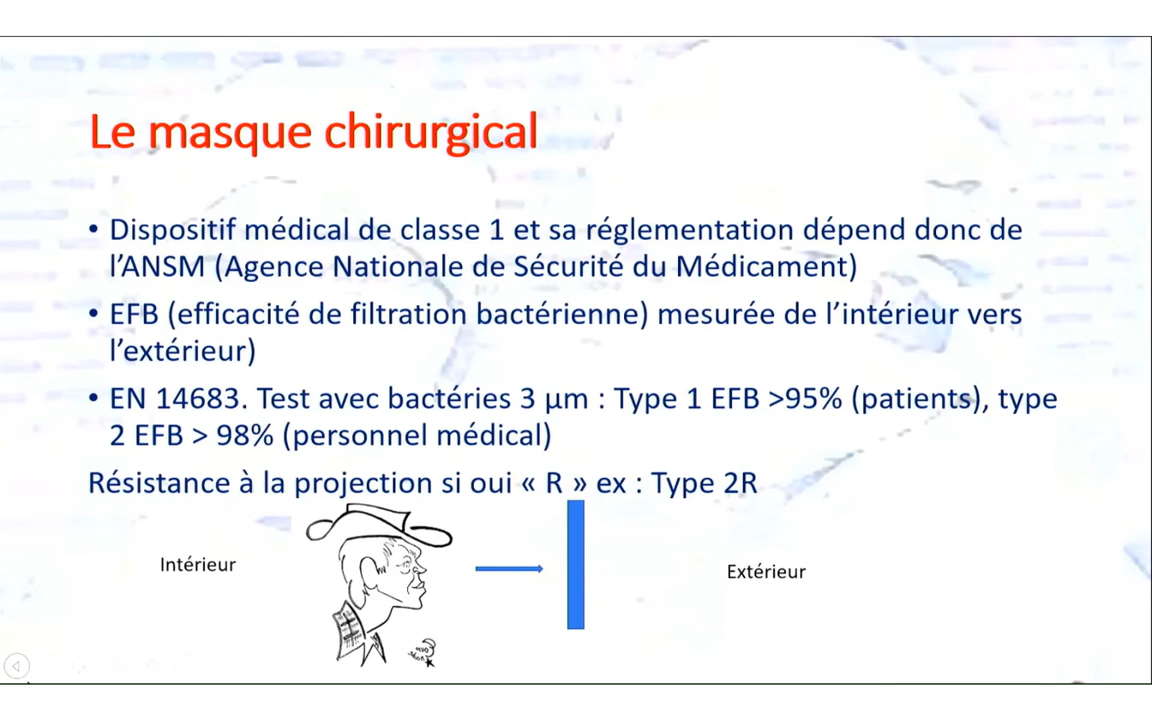 Le masque chirurgical
• Dispositif médical de classe 1 et sa réglementation dépend donc de
l’ANSM (Agence Nationale de Sécurité du Médicament)
• EFB (efficacité de filtration bactérienne) mesurée de l’intérieur vers
l’extérieur)
• EN 14683. Test avec bactéries 3 µm : Type 1 EFB >95% (patients), type
2 EFB > 98% (personnel médical)
Résistance à la projection si oui « R » ex : Type 2R
Intérieur
Extérieur